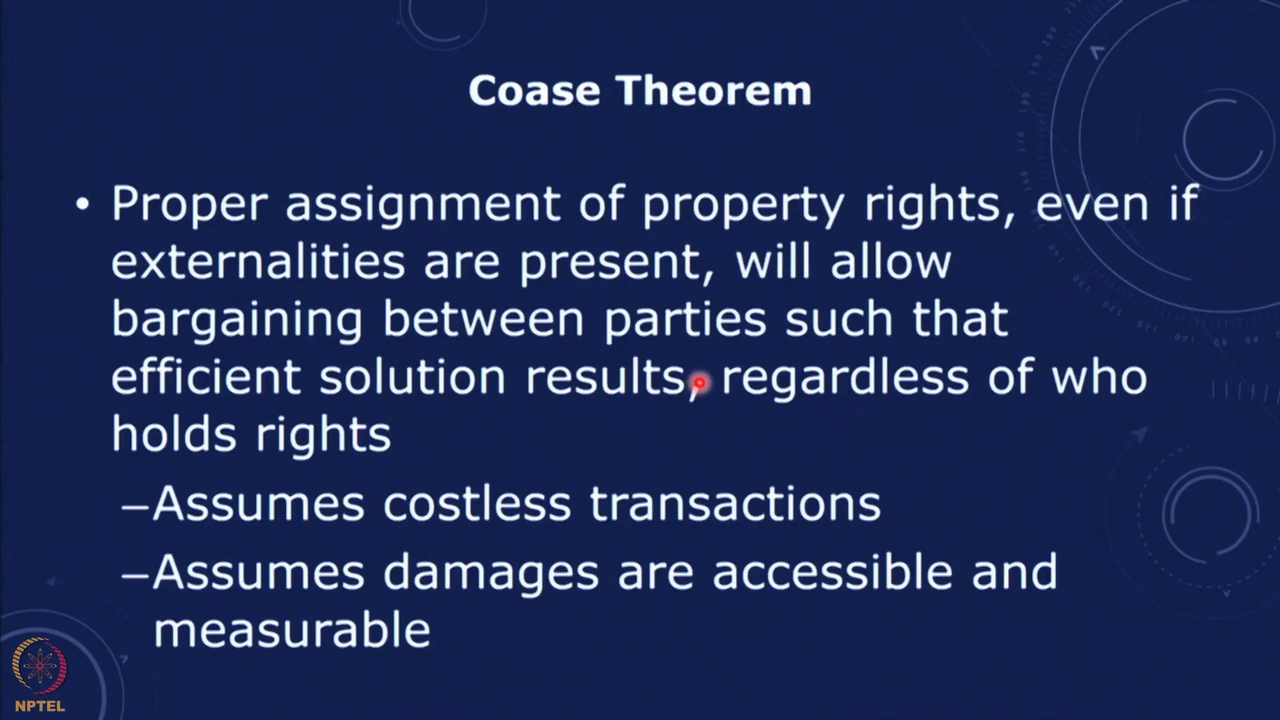 Coase Theorem
• Proper assignment of property rights, even if
externalities are present, will allow
bargaining between parties such that
efficient solution results, regardless of who
holds rights
–Assumes costless transactions
–Assumes damages are accessible and
measurable
NPTEL